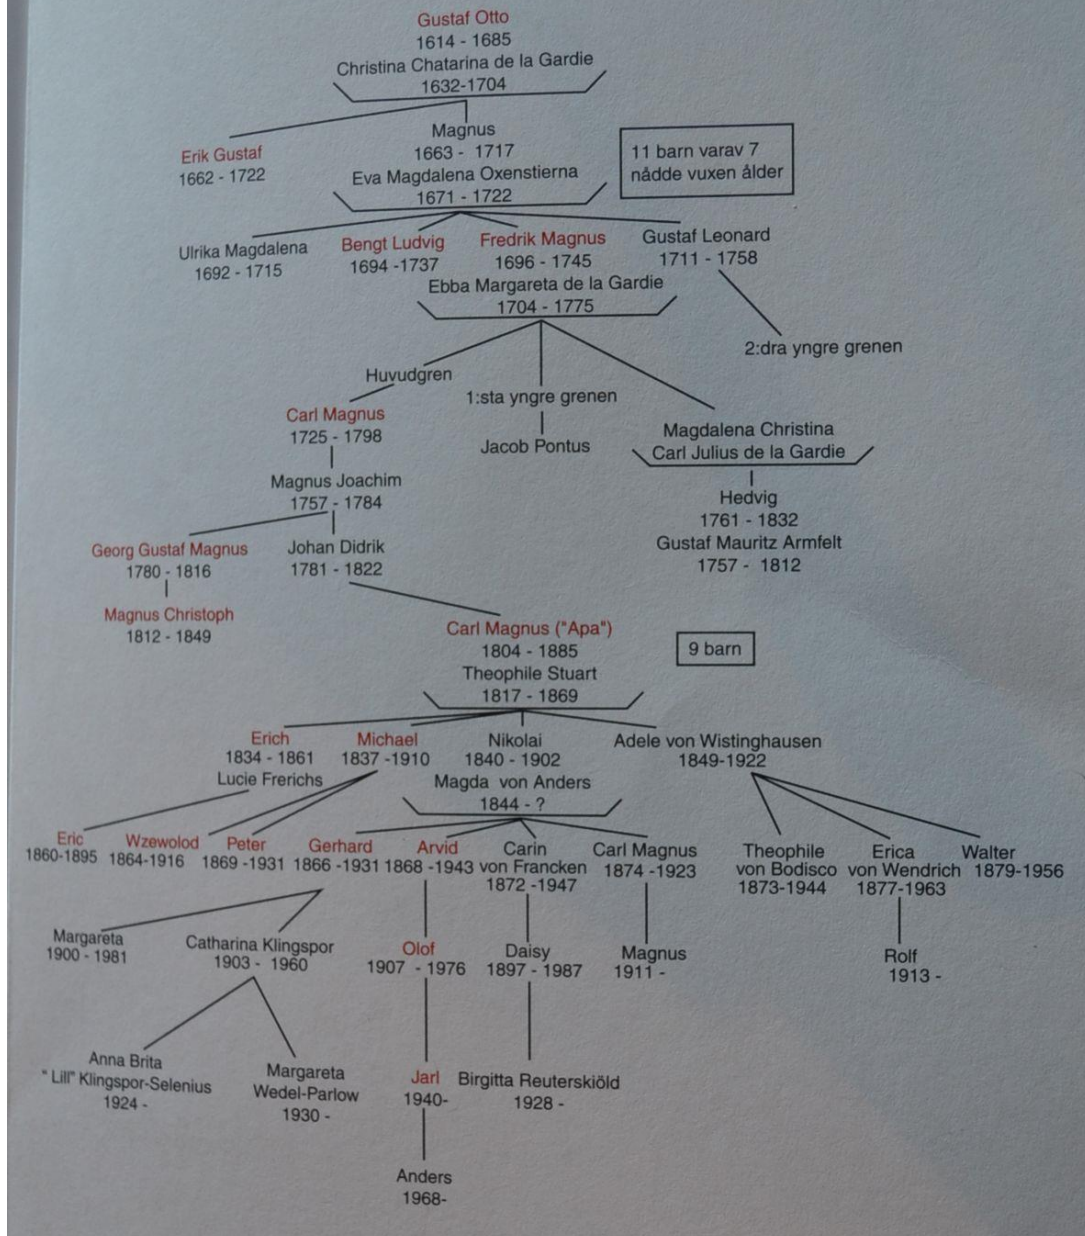 Gustaf Otto
1614 - 1685
Christina Chatarina de la Gardie
1632-1704
Erik Gustaf
1662 - 1722
Magnus
1663 - 1717
Eva Magdalena Oxenstierna
1671 - 1722
11 barn varav 7
nådde vuxen ålder
Ulrika Magdalena
1692 - 1715
Bengt Ludvig
1694 -1737
Fredrik Magnus
1696 - 1745
Ebba Margareta de la Gardie
1704 - 1775
Gustaf Leonard
1711 - 1758
2:dra yngre grenen
Huvudgren
Carl Magnus
1725 - 1798
1:sta yngre grenen
Jacob Pontus
Magdalena Christina
Carl Julius de la Gardie
Magnus Joachim
1757 - 1784
Hedvig
1761 - 1832
Gustaf Mauritz Armfelt
1757 - 1812
Georg Gustaf Magnus
1780 - 1816
Johan Didrik
1781 - 1822
Magnus Christoph
1812 - 1849
Carl Magnus ("Apa")
1804 - 1885
Theophile Stuart
1817 - 1869
9 barn
Erich
1834 - 1861
Lucie Frerichs
Michael
1837 -1910
Nikolai
1840 - 1902
Magda von Anders
1844 - ?
Adele von Wistinghausen
1849-1922
Eric
1860-1895
Wzewolod
1864-1916
Peter
1869 -1931
Gerhard
1866 -1931
Arvid
1868 -1943
Carin
von Francken
1872 -1947
Carl Magnus
1874 -1923
Theophile
von Bodisco
1873-1944
Erica
von Wendrich
1877-1963
Walter
1879-1956
Margareta
1900 - 1981
Catharina Klingspor
1903 - 1960
Olof
1907 - 1976
Daisy
1897 - 1987
Magnus
1911 -
Rolf
1913 -
Anna Brita
" Lill" Klingspor-Selenius
1924 -
Margareta
Wedel-Parlow
1930 -
Jarl
1940-
Birgitta Reuterskiöld
1928 -
Anders
1968-